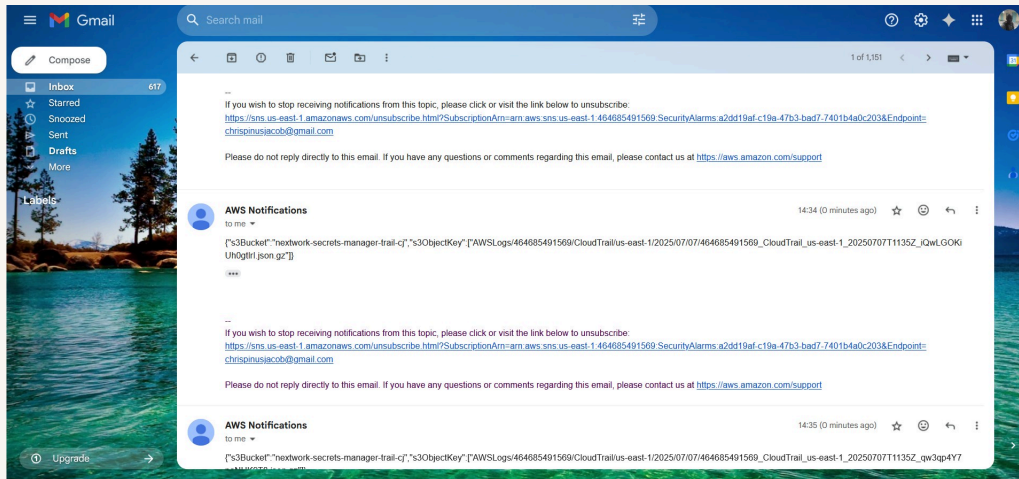 Gmail
Search mail
Compose
1 of 1,151
Inbox 617
Starred
Snoozed
Sent
Drafts
More
Labels
--
If you wish to stop receiving notifications from this topic, please click or visit the link below to unsubscribe:
https://sns.us-east-1.amazonaws.com/unsubscribe.html?SubscriptionArn=arn:aws:sns:us-east-1:464685491569:SecurityAlarms:a2dd19af-c19a-47b3-bad7-7401b4a0c203&Endpoint=
chrispinusjacob@gmail.com
Please do not reply directly to this email. If you have any questions or comments regarding this email, please contact us at https://aws.amazon.com/support
AWS Notifications 14:34 (0 minutes ago)
to me
{"s3Bucket":"nextwork-secrets-manager-trail-cj","s3ObjectKey":["AWSLogs/464685491569/CloudTrail/us-east-1/2025/07/07/464685491569_CloudTrail_us-east-1_20250707T1135Z_iQwLGOKi
Uh0gtIrl.json.gz"]}
--
If you wish to stop receiving notifications from this topic, please click or visit the link below to unsubscribe:
https://sns.us-east-1.amazonaws.com/unsubscribe.html?SubscriptionArn=arn:aws:sns:us-east-1:464685491569:SecurityAlarms:a2dd19af-c19a-47b3-bad7-7401b4a0c203&Endpoint=
chrispinusjacob@gmail.com
Please do not reply directly to this email. If you have any questions or comments regarding this email, please contact us at https://aws.amazon.com/support
AWS Notifications 14:35 (0 minutes ago)
to me
{"s3Bucket":"nextwork-secrets-manager-trail-cj","s3ObjectKey":["AWSLogs/464685491569/CloudTrail/us-east-1/2025/07/07/464685491569_CloudTrail_us-east-1_20250707T1135Z_qw3qp4Y7
Upgrade